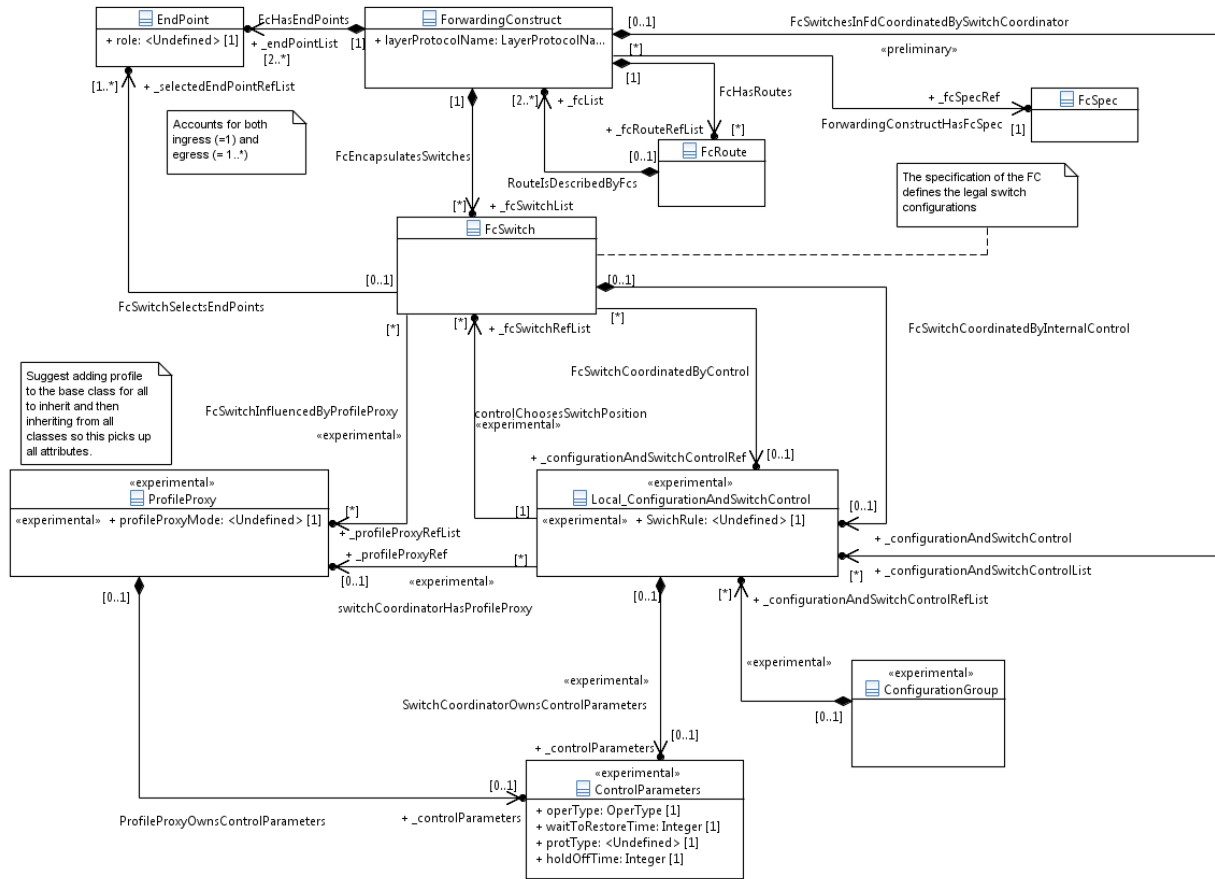 EndPoint
+ role: <Undefined> [1]
FcHasEndPoints
+ _endPointList
[2..*]
[1]
ForwardingConstruct
+ layerProtocolName: LayerProtocolNa...
[0..1]
FcSwitchesInFdCoordinatedBySwitchCoordinator
«preliminary»
[*]
[1]
[1..*]
+ _selectedEndPointRefList
[1]
[2..*]
+ _fcList
FcHasRoutes
+ _fcSpecRef
FcSpec
ForwardingConstructHasFcSpec
[1]
Accounts for both
ingress (=1) and
egress (= 1..*)
+ _fcRouteRefList
[*]
FcEncapsulatesSwitches
[0..1]
FcRoute
RouteIsDescribedByFcs
The specification of the FC
defines the legal switch
configurations
[*]
+ _fcSwitchList
FcSwitch
[0..1]
[0..1]
FcSwitchSelectsEndPoints
[*]
[*]
+ _fcSwitchRefList
[*]
FcSwitchCoordinatedByInternalControl
FcSwitchCoordinatedByControl
Suggest adding profile
to the base class for all
to inherit and then
inheriting from all
classes so this picks up
all attributes.
FcSwitchInfluencedByProfileProxy
«experimental»
controlChoosesSwitchPosition
«experimental»
+ _configurationAndSwitchControlRef
[0..1]
«experimental»
ProfileProxy
«experimental» + profileProxyMode: <Undefined> [1]
«experimental»
Local_ConfigurationAndSwitchControl
«experimental» + SwichRule: <Undefined> [1]
[*]
+ _profileProxyRefList
[1]
[0..1]
+ _configurationAndSwitchControl
+ _profileProxyRef
[*]
[0..1]
«experimental»
switchCoordinatorHasProfileProxy
[*]
+ _configurationAndSwitchControlList
[0..1]
[0..1]
[*]
+ _configurationAndSwitchControlRefList
«experimental»
«experimental»
ConfigurationGroup
[0..1]
«experimental»
SwitchCoordinatorOwnsControlParameters
[0..1]
+ _controlParameters
[0..1]
ProfileProxyOwnsControlParameters
+ _controlParameters
«experimental»
ControlParameters
+ operType: OperType [1]
+ waitToRestoreTime: Integer [1]
+ protType: <Undefined> [1]
+ holdOffTime: Integer [1]